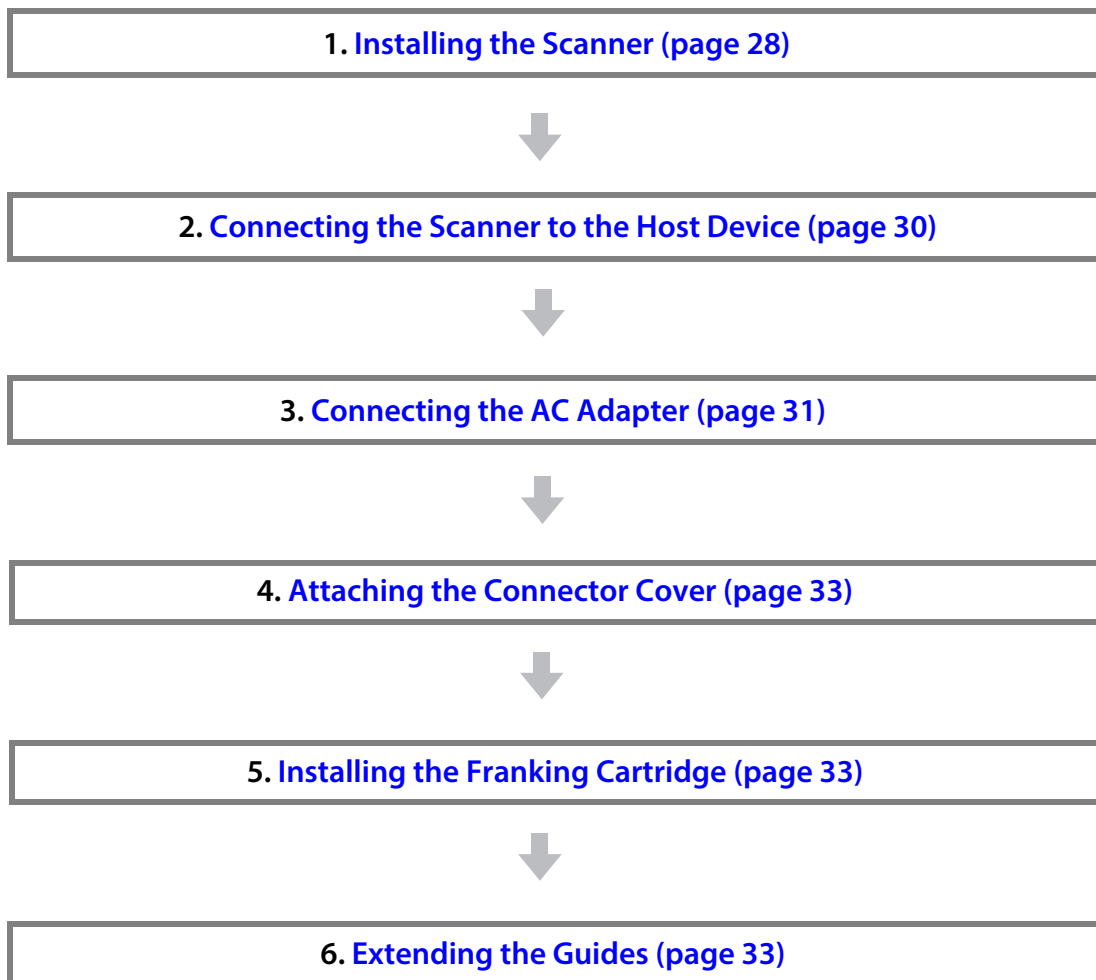 1. Installing the Scanner (page 28)
2. Connecting the Scanner to the Host Device (page 30)
3. Connecting the AC Adapter (page 31)
4. Attaching the Connector Cover (page 33)
5. Installing the Franking Cartridge (page 33)
6. Extending the Guides (page 33)